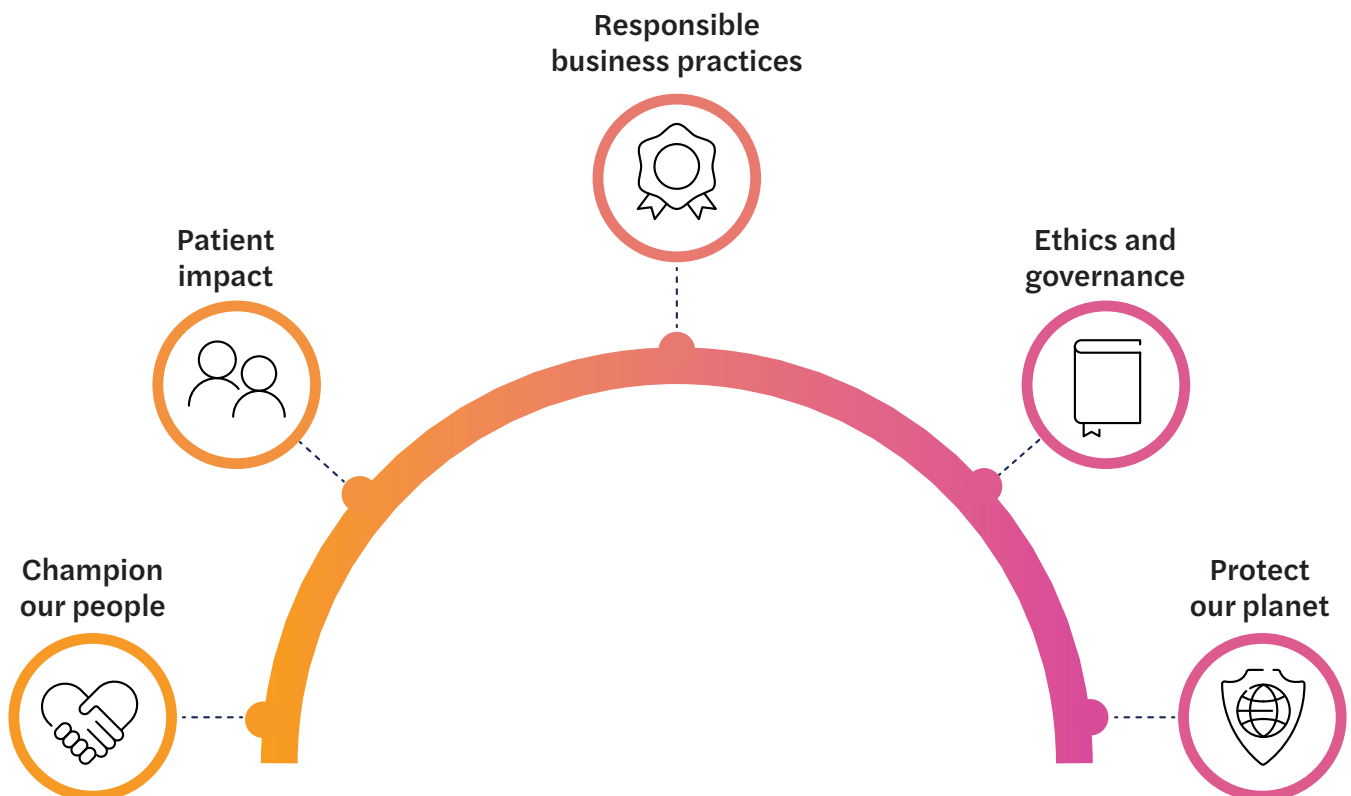 Responsible
business practices
Patient
impact
Ethics and
governance
Champion
our people
Protect
our planet